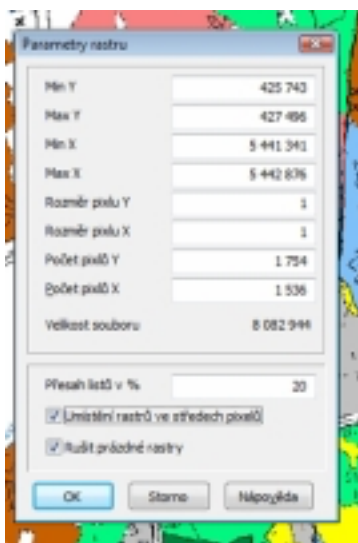 Parametry rastru
Min Y 425 743
Max Y 427 496
Min X 5 441 341
Max X 5 442 876
Rozměr pixlu Y 1
Rozměr pixlu X 1
Počet pixlů Y 1 754
Počet pixlů X 1 536
Velikost souboru 8 082 944
Přesah listů v % 20
Umístění rastrů ve středech pixelů
Rušit prázdné rastry
OK Storno Nápověda